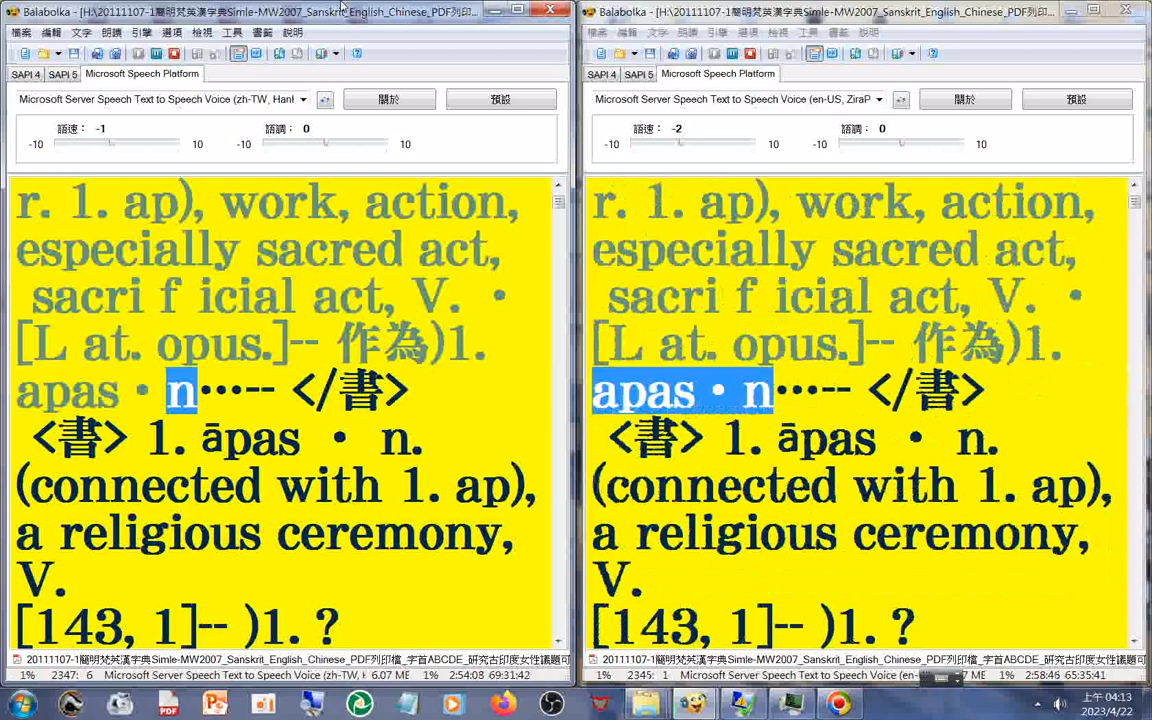 Balabolka - [H:\20111107-1簡明梵英漢字典Simle-MW2007_Sanskrit_English_Chinese_PDF列印...
檔案 編輯 文字 朗讀 引擎 選項 檢視 工具 書籤 說明
SAPI 4 SAPI 5 Microsoft Speech Platform
Microsoft Server Speech Text to Speech Voice (zh-TW, Hanl
關於 預設
語速: -1 語調: 0
-10 10 -10 10
r. 1. ap), work, action,
especially sacred act,
sacri f icial act, V. •
[L at. opus.]-- 作為)1.
apas • n…-- </書>
<書> 1. āpas • n.
(connected with 1. ap),
a religious ceremony,
V.
[143, 1]-- )1. ?
20111107-1簡明梵英漢字典Simle-MW2007_Sanskrit_English_Chinese_PDF列印檔_字首ABCDE_研究古印度女性議題可
1% 2347: 6 Microsoft Server Speech Text to Speech Voice (zh-TW, 6.07 MB 1% 2:54:08 69:31:42
Balabolka - [H:\20111107-1簡明梵英漢字典Simle-MW2007_Sanskrit_English_Chinese_PDF列印...
檔案 編輯 文字 朗讀 引擎 選項 檢視 工具 書籤 說明
SAPI 4 SAPI 5 Microsoft Speech Platform
Microsoft Server Speech Text to Speech Voice (en-US, ZiraP
關於 預設
語速: -2 語調: 0
-10 10 -10 10
r. 1. ap), work, action,
especially sacred act,
sacri f icial act, V. •
[L at. opus.]-- 作為)1.
apas • n…-- </書>
<書> 1. āpas • n.
(connected with 1. ap),
a religious ceremony,
V.
[143, 1]-- )1. ?
20111107-1簡明梵英漢字典Simle-MW2007_Sanskrit_English_Chinese_PDF列印檔_字首ABCDE_研究古印度女性議題可
1% 2345: 1 Microsoft Server Speech Text to Speech Voice 1% 2:58:46 65:35:41
上午 04:13
2023/4/22